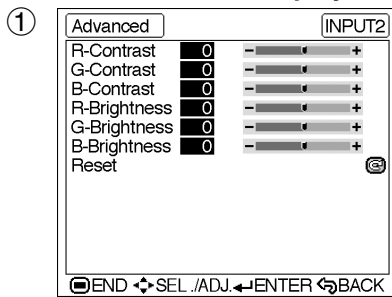 ①
Advanced INPUT2
R-Contrast 0 - +
G-Contrast 0 - +
B-Contrast 0 - +
R-Brightness 0 - +
G-Brightness 0 - +
B-Brightness 0 - +
Reset
END SEL ./ADJ. ENTER BACK